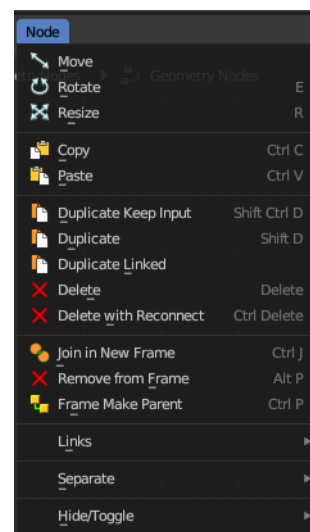 Node
Move
Geometry Nodes
Rotate E
Resize R
Copy Ctrl C
Paste Ctrl V
Duplicate Keep Input Shift Ctrl D
Duplicate Shift D
Duplicate Linked
Delete Delete
Delete with Reconnect Ctrl Delete
Join in New Frame Ctrl J
Remove from Frame Alt P
Frame Make Parent Ctrl P
Links
Separate
Hide/Toggle